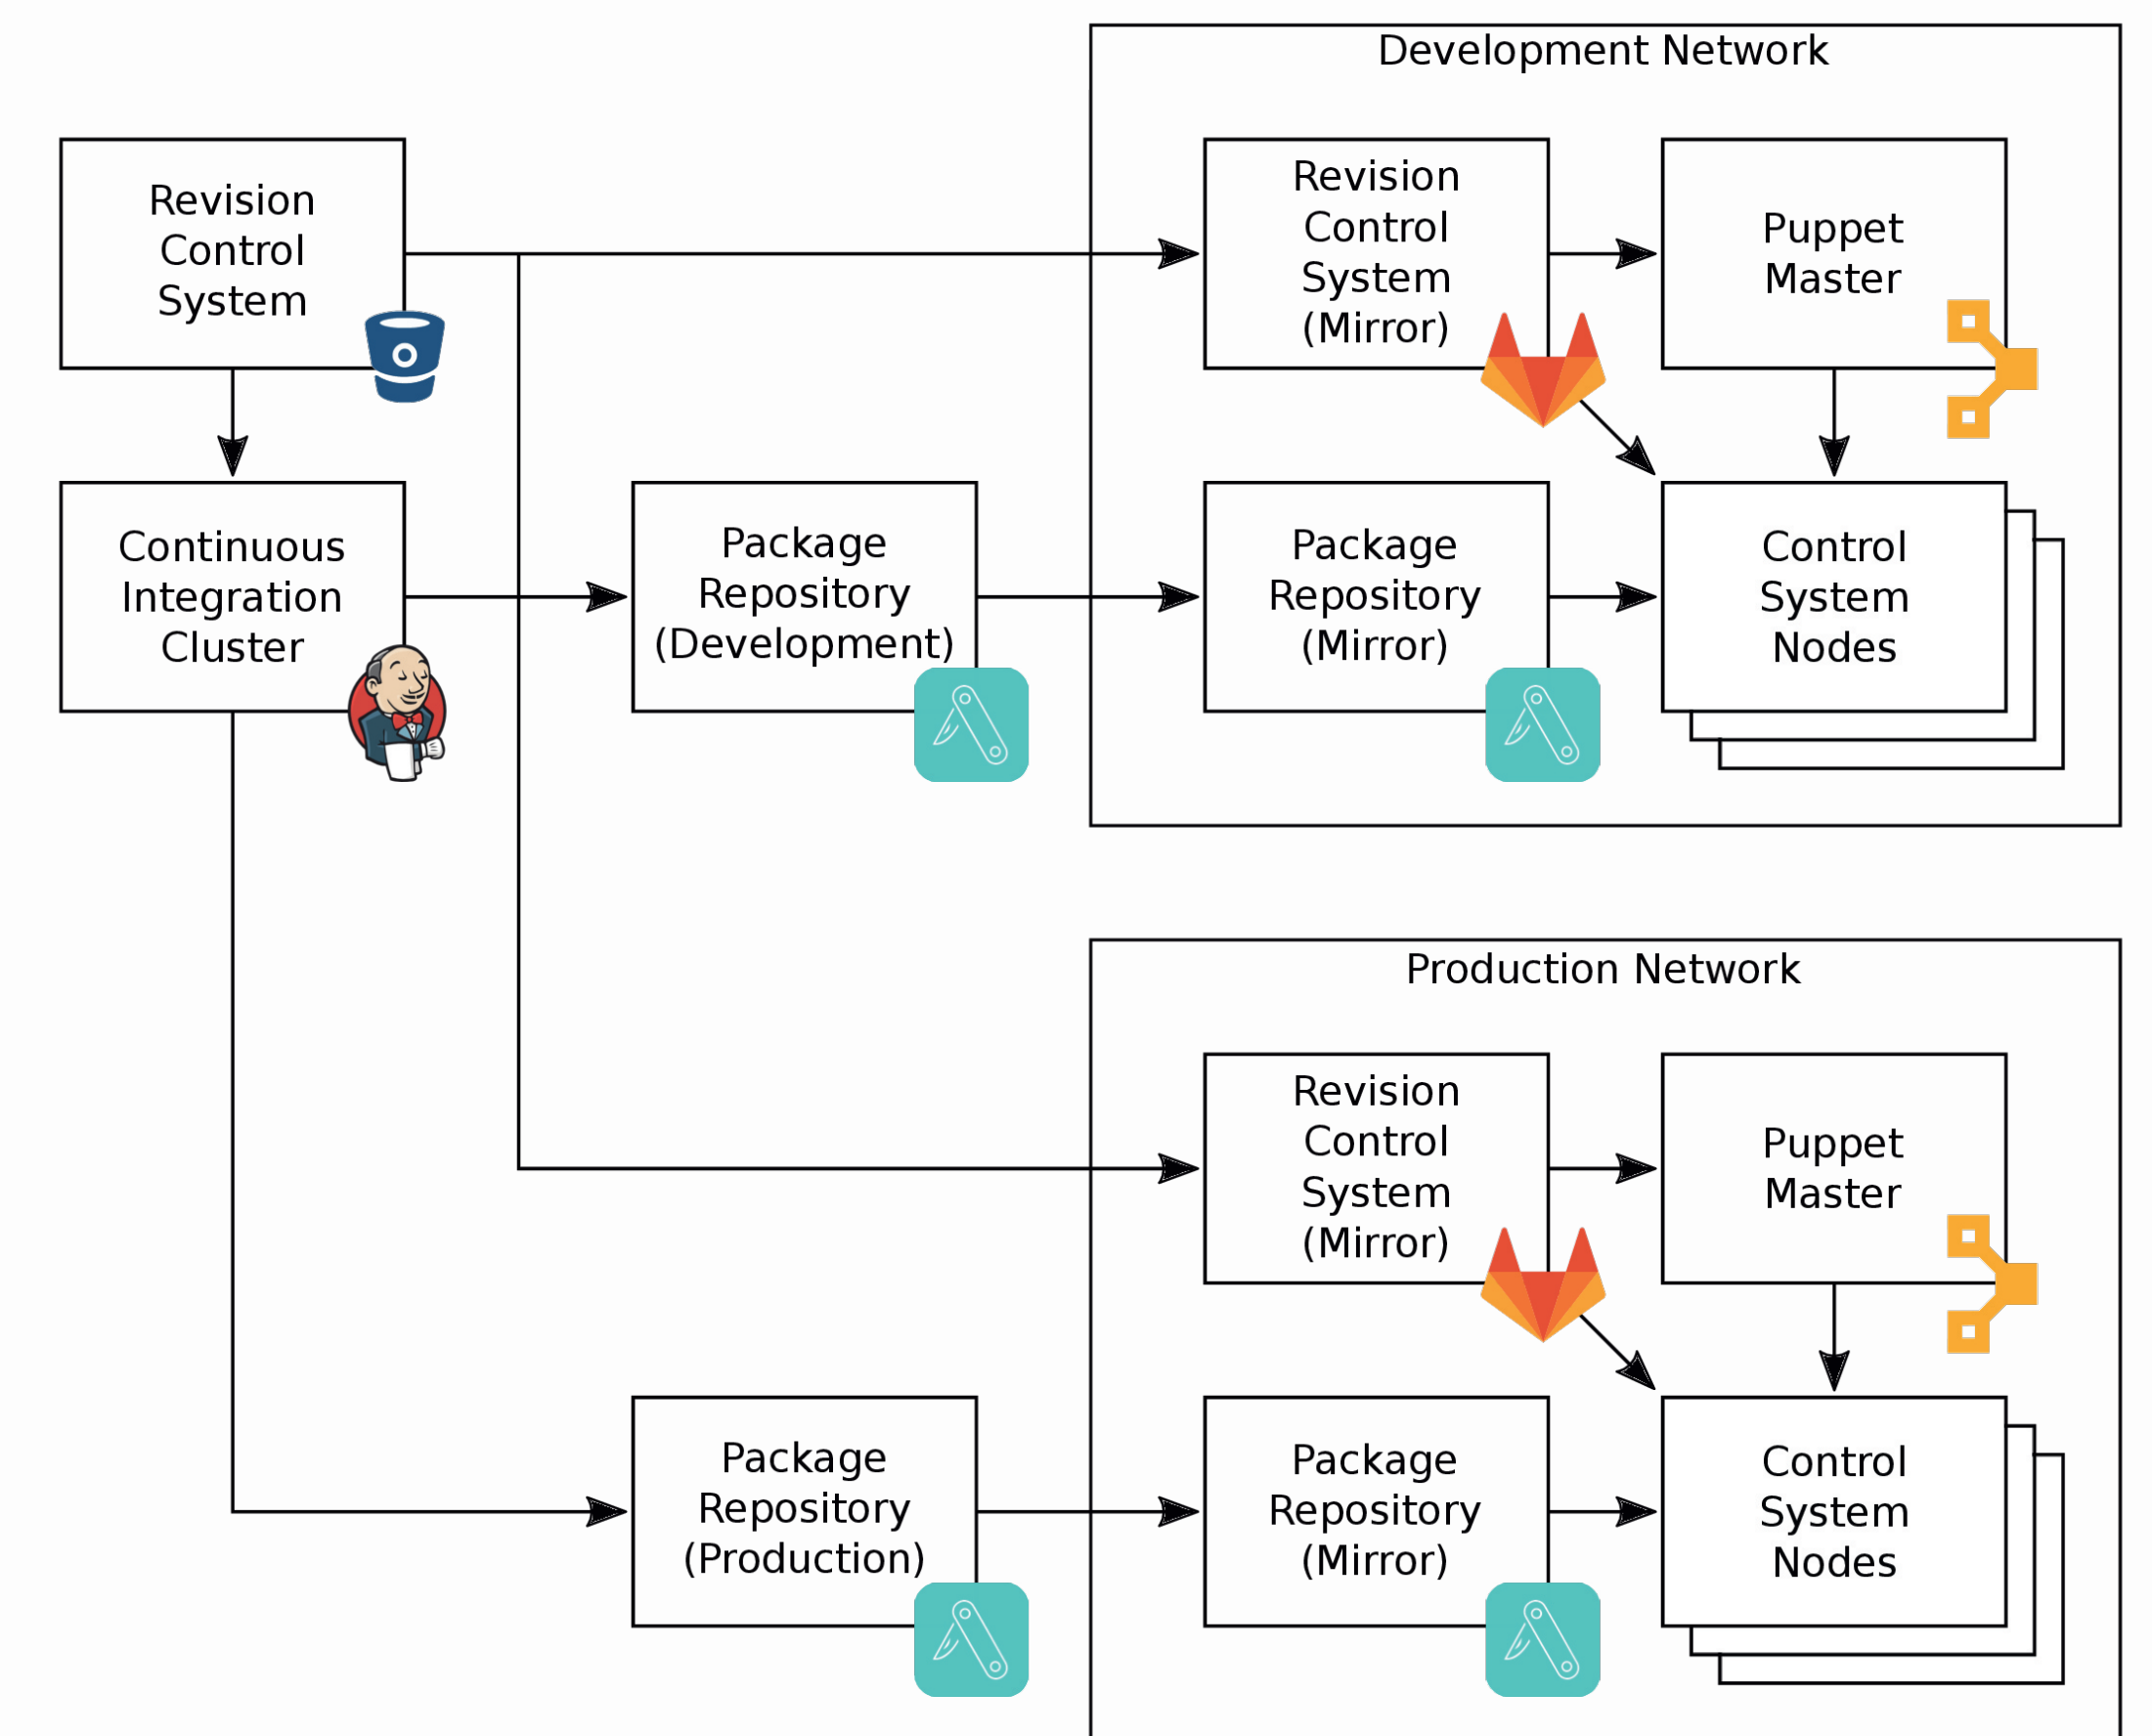 Development Network
Revision
Control
System
Revision
Control
System
(Mirror)
Puppet
Master
Continuous
Integration
Cluster
Package
Repository
(Development)
Package
Repository
(Mirror)
Control
System
Nodes
Production Network
Revision
Control
System
(Mirror)
Puppet
Master
Package
Repository
(Production)
Package
Repository
(Mirror)
Control
System
Nodes